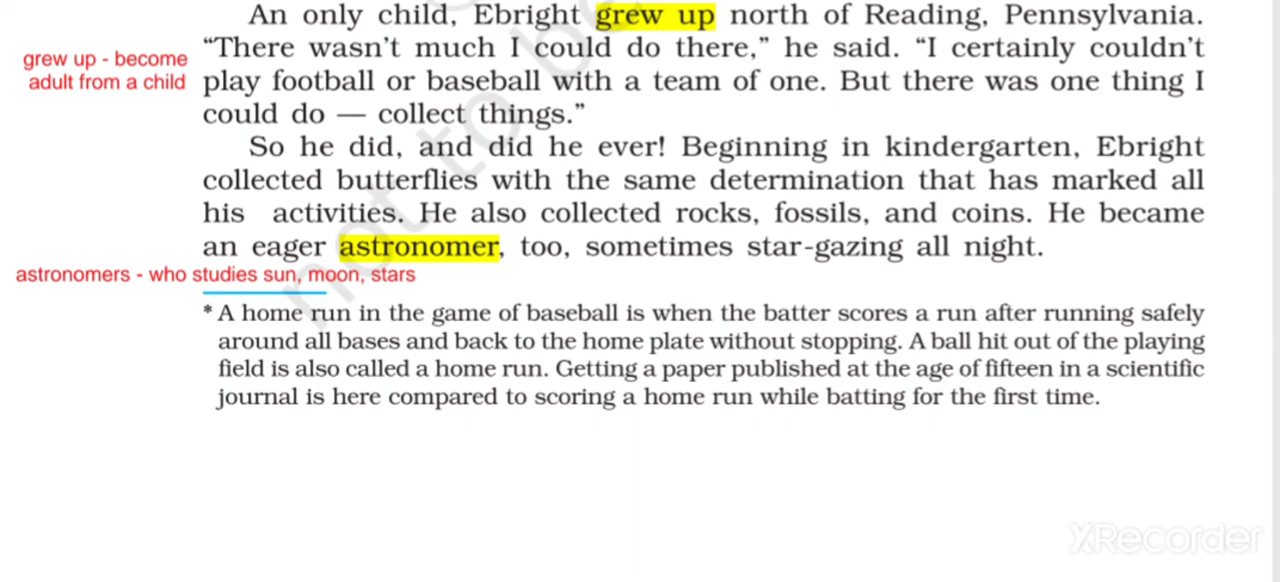 An only child, Ebright grew up north of Reading, Pennsylvania.
grew up - become
adult from a child
“There wasn’t much I could do there,” he said. “I certainly couldn’t
play football or baseball with a team of one. But there was one thing I
could do — collect things.”
So he did, and did he ever! Beginning in kindergarten, Ebright
collected butterflies with the same determination that has marked all
his activities. He also collected rocks, fossils, and coins. He became
an eager astronomer, too, sometimes star-gazing all night.
astronomers - who studies sun, moon, stars
* A home run in the game of baseball is when the batter scores a run after running safely
around all bases and back to the home plate without stopping. A ball hit out of the playing
field is also called a home run. Getting a paper published at the age of fifteen in a scientific
journal is here compared to scoring a home run while batting for the first time.
not to be
XRecorder